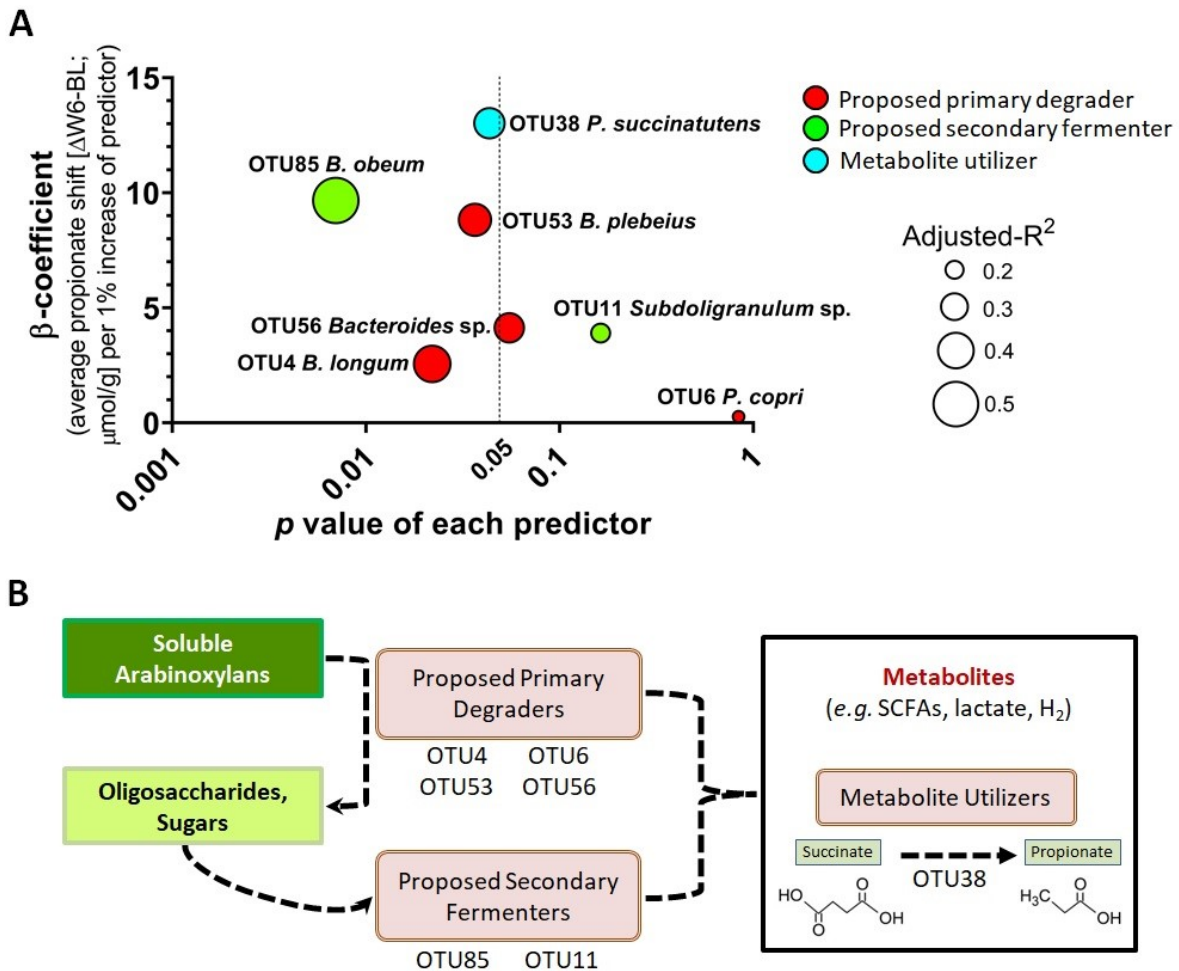 A
β-coefficient
(average propionate shift [ΔW6-BL;
μmol/g] per 1% increase of predictor)
15
10
5
0
OTU38 P. succinatutens
OTU85 B. obeum
OTU53 B. plebeius
OTU56 Bacteroides sp.
OTU11 Subdoligranulum sp.
OTU4 B. longum
OTU6 P. copri
0.001
0.01
0.05
0.1
1
p value of each predictor
Proposed primary degrader
Proposed secondary fermenter
Metabolite utilizer
Adjusted-R²
0.2
0.3
0.4
0.5
B
Soluble
Arabinoxylans
Oligosaccharides,
Sugars
Proposed Primary
Degraders
OTU4 OTU6
OTU53 OTU56
Proposed Secondary
Fermenters
OTU85 OTU11
Metabolites
(e.g. SCFAs, lactate, H₂)
Metabolite Utilizers
Succinate
Propionate
OTU38
HO
O
OH
O
H₃C
O
OH